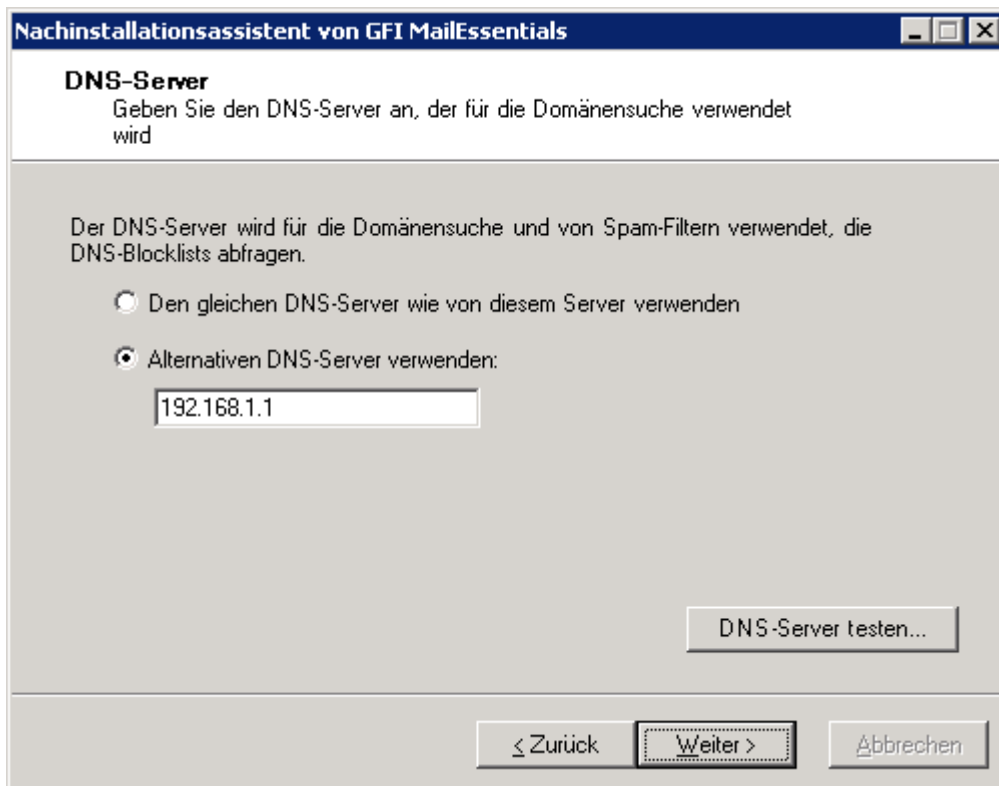 Nachinstallationsassistent von GFI MailEssentials
DNS-Server
Geben Sie den DNS-Server an, der für die Domänensuche verwendet
wird
Der DNS-Server wird für die Domänensuche und von Spam-Filtern verwendet, die
DNS-Blocklists abfragen.
Den gleichen DNS-Server wie von diesem Server verwenden
Alternativen DNS-Server verwenden:
192.168.1.1
DNS-Server testen...
< Zurück
Weiter >
Abbrechen